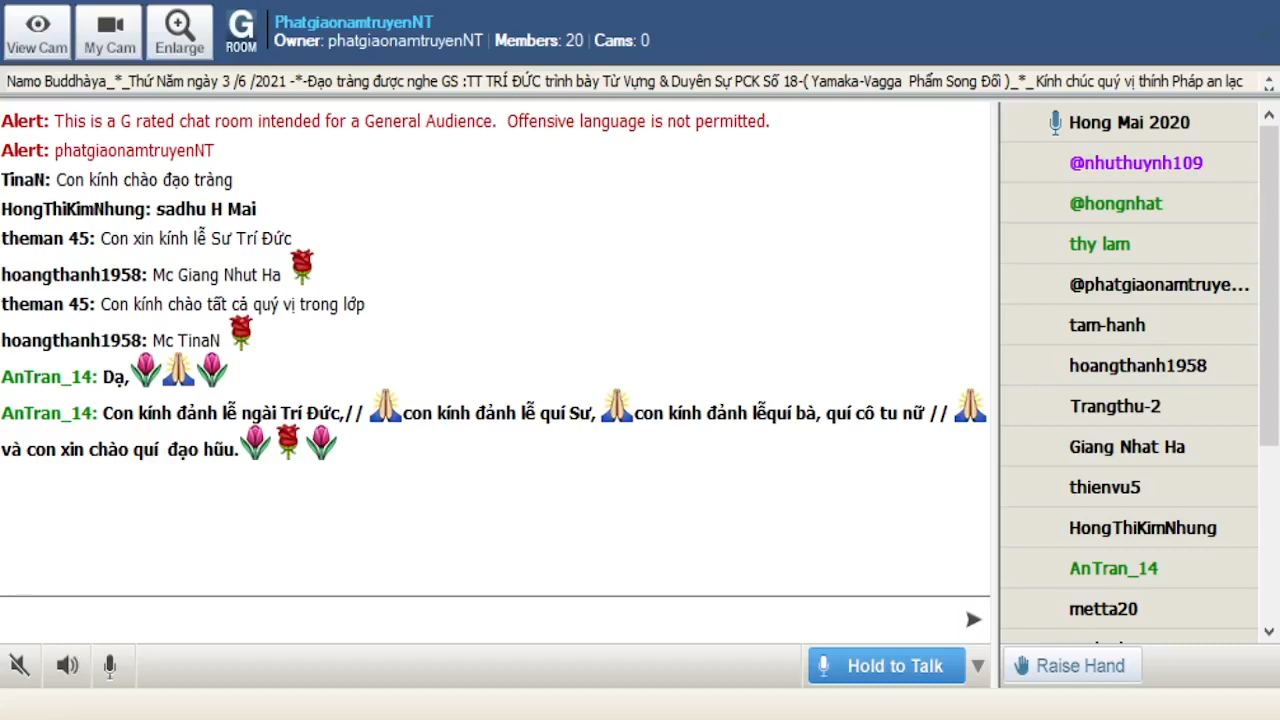 View Cam
My Cam
Enlarge
G
ROOM
PhatgiaonamtruyenNT
Owner: phatgiaonamtruyenNT | Members: 20 | Cams: 0
Namo Buddhàya_*_Thứ Năm ngày 3 /6 /2021 -*-Đạo tràng được nghe GS :TT TRÍ ĐỨC trình bày Từ Vựng & Duyên Sự PCK Số 18-( Yamaka-Vagga Phẩm Song Đối )_*_ Kính chúc quý vị thính Pháp an lạc
Alert: This is a G rated chat room intended for a General Audience. Offensive language is not permitted.
Alert: phatgiaonamtruyenNT
TinaN: Con kính chào đạo tràng
HongThiKimNhung: sadhu H Mai
theman 45: Con xin kính lễ Sư Trí Đức
hoangthanh1958: Mc Giang Nhut Ha
theman 45: Con kính chào tất cả quý vị trong lớp
hoangthanh1958: Mc TinaN
AnTran_14: Dạ,
AnTran_14: Con kính đảnh lễ ngài Trí Đức,// con kính đảnh lễ quí Sư, con kính đảnh lễquí bà, quí cô tu nữ //
và con xin chào quí đạo hữu.
Hong Mai 2020
@nhuthuynh109
@hongnhat
thy lam
@phatgiaonamtruye...
tam-hanh
hoangthanh1958
Trangthu-2
Giang Nhat Ha
thienvu5
HongThiKimNhung
AnTran_14
metta20
Hold to Talk
Raise Hand